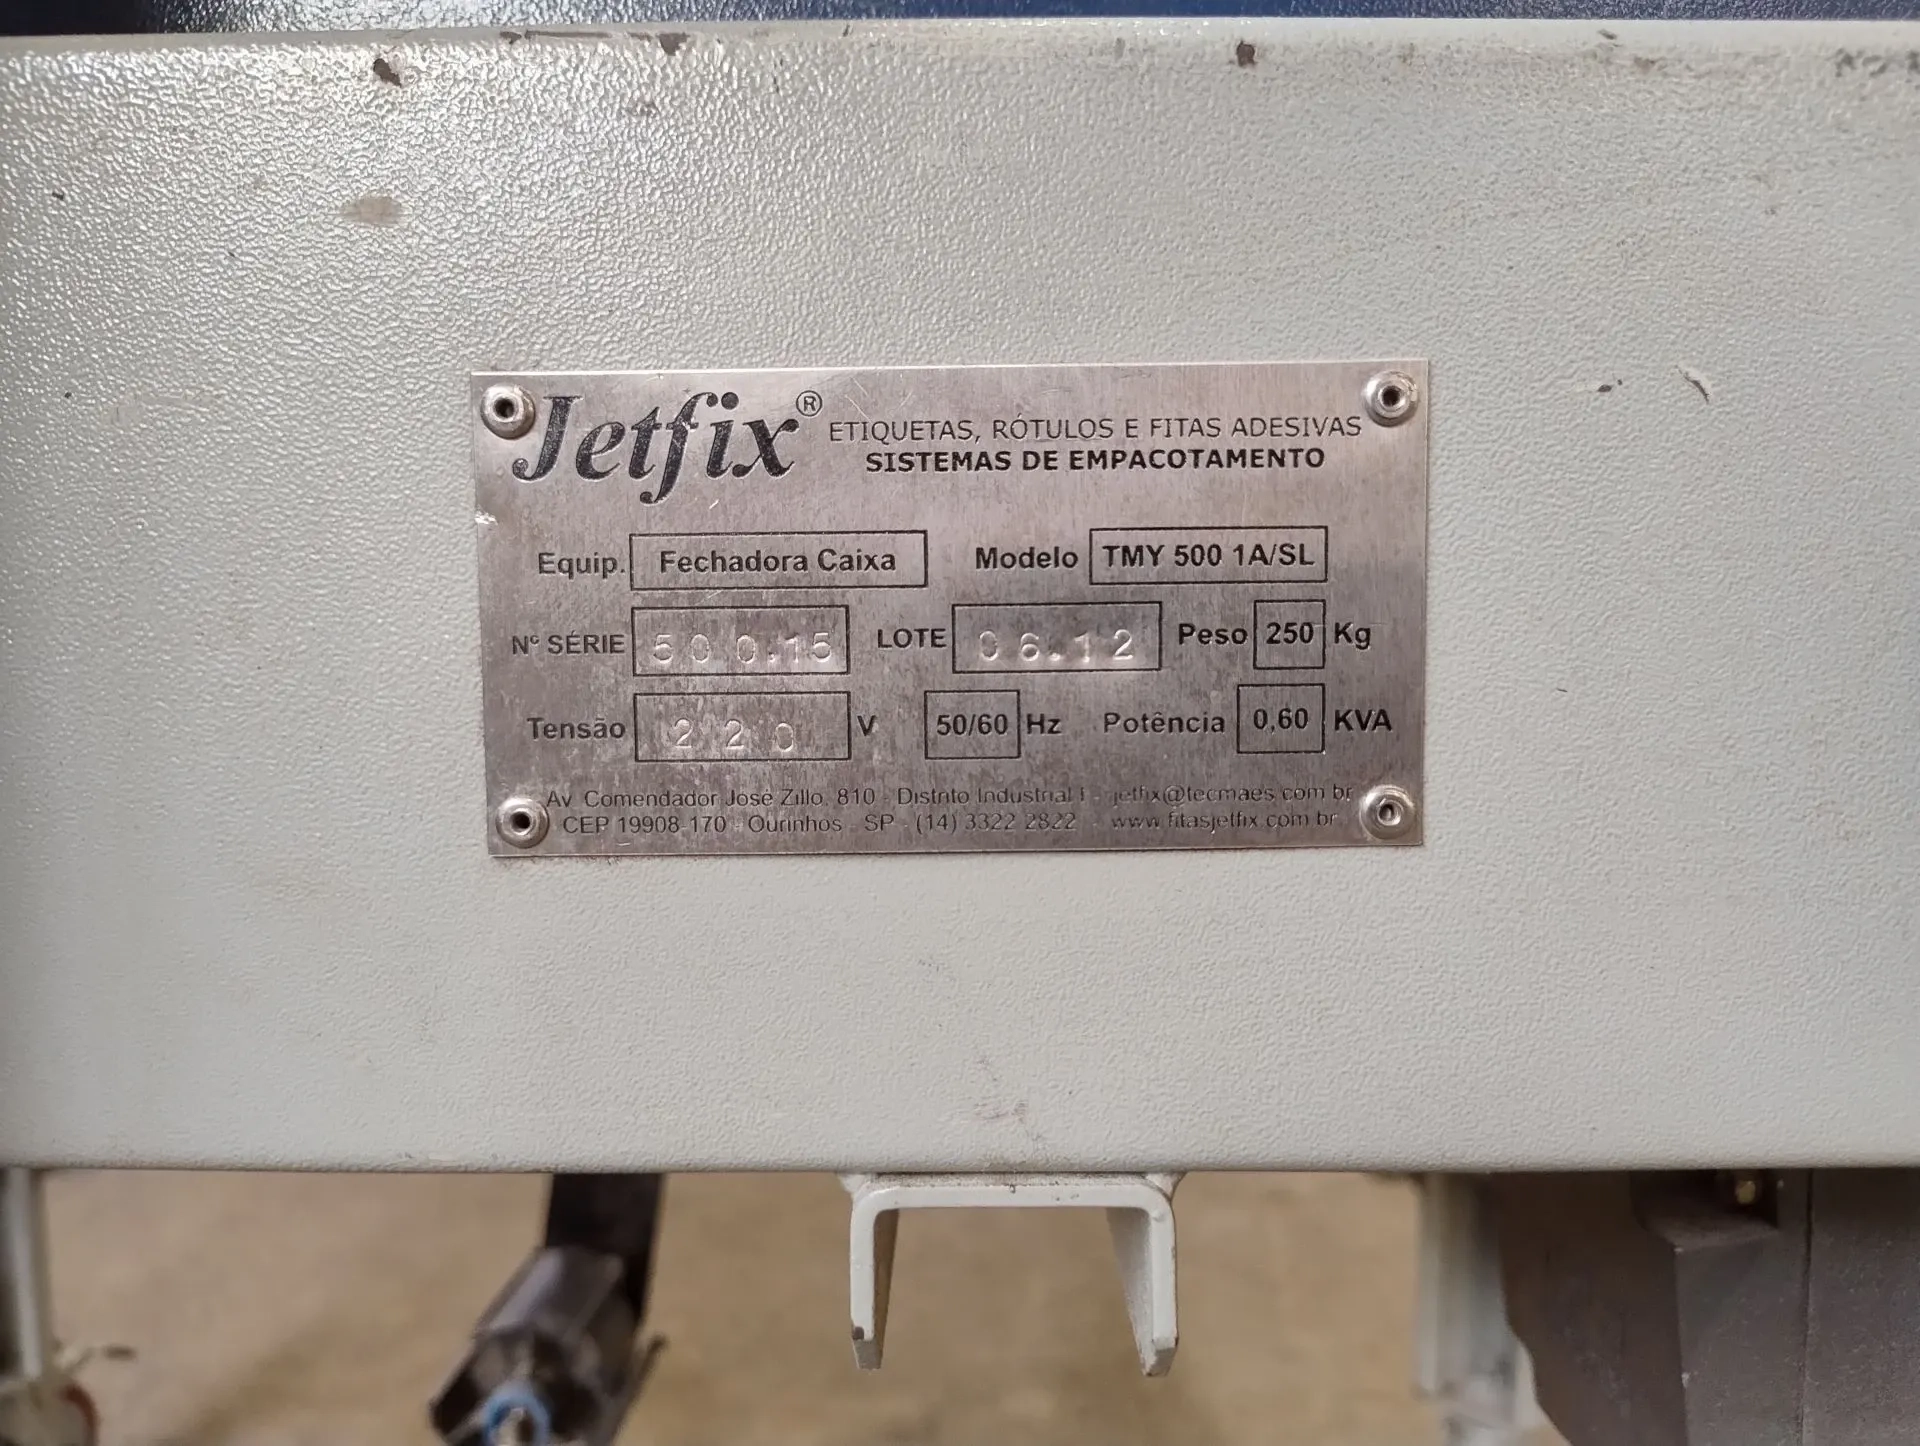 Jetfix® ETIQUETAS, RÓTULOS E FITAS ADESIVAS
SISTEMAS DE EMPACOTAMENTO
Equip. Fechadora Caixa Modelo TMY 500 1A/SL
Nº SÉRIE 500.15 LOTE 06.12 Peso 250 Kg
Tensão 220 V 50/60 Hz Potência 0,60 KVA
Av. Comendador José Zillo, 810 - Distrito Industrial I - jetfix@tecmaes.com.br
CEP 19908-170 - Ourinhos - SP - (14) 3322 2822 - www.fitasjetfix.com.br